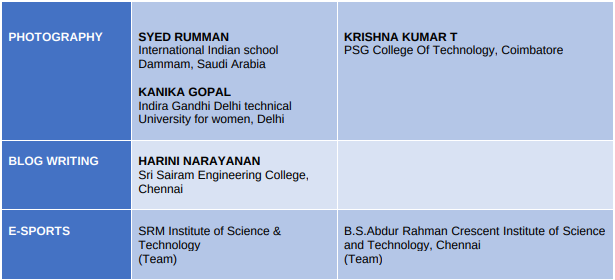 PHOTOGRAPHY
SYED RUMMAN
International Indian school
Dammam, Saudi Arabia
KANIKA GOPAL
Indira Gandhi Delhi technical
University for women, Delhi
KRISHNA KUMAR T
PSG College Of Technology, Coimbatore
BLOG WRITING
HARINI NARAYANAN
Sri Sairam Engineering College,
Chennai
E-SPORTS
SRM Institute of Science &
Technology
(Team)
B.S.Abdur Rahman Crescent Institute of Science
and Technology, Chennai
(Team)